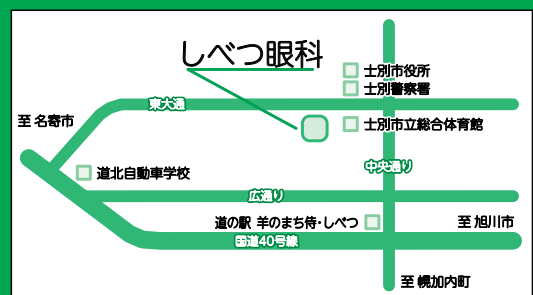 しべつ眼科
士別市役所
士別警察署
東大通
至 名寄市
士別市立総合体育館
中央通り
道北自動車学校
広通り
道の駅 羊のまち侍・しべつ
至 旭川市
国道40号線
至 幌加内町